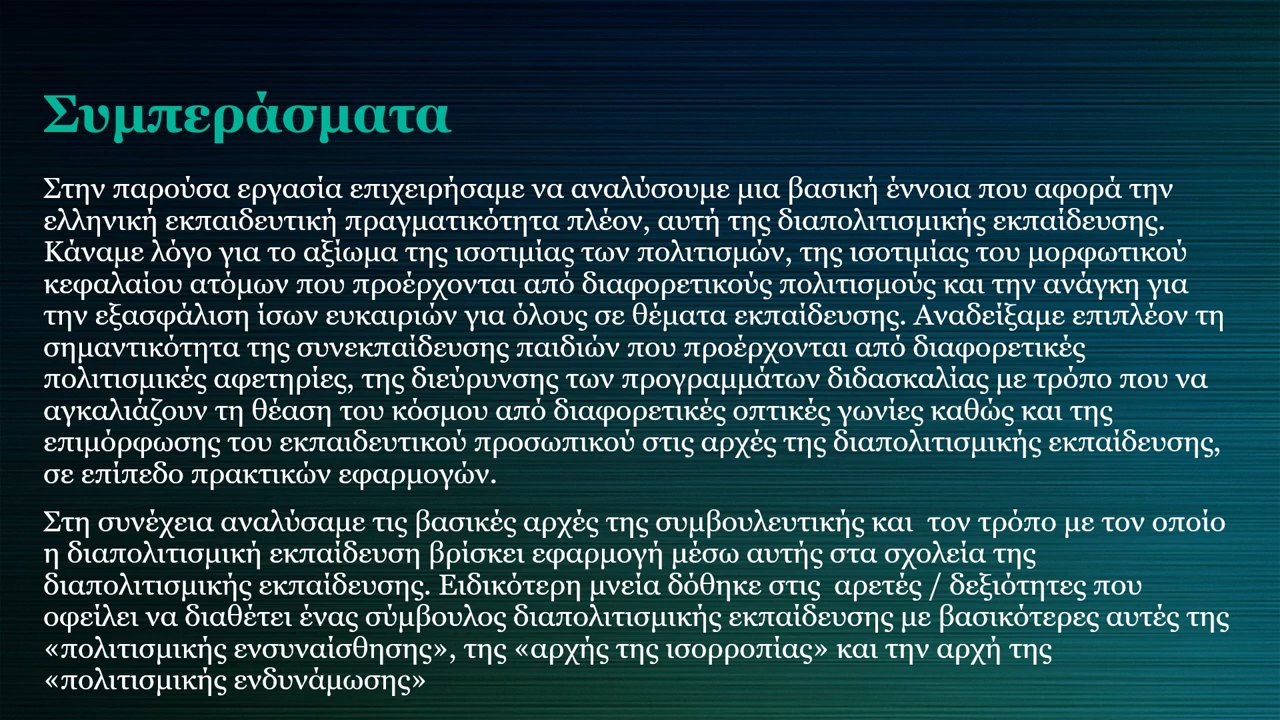 Συμπεράσματα
Στην παρούσα εργασία επιχειρήσαμε να αναλύσουμε μια βασική έννοια που αφορά την
ελληνική εκπαιδευτική πραγματικότητα πλέον, αυτή της διαπολιτισμικής εκπαίδευσης.
Κάναμε λόγο για το αξίωμα της ισοτιμίας των πολιτισμών, της ισοτιμίας του μορφωτικού
κεφαλαίου ατόμων που προέρχονται από διαφορετικούς πολιτισμούς και την ανάγκη για
την εξασφάλιση ίσων ευκαιριών για όλους σε θέματα εκπαίδευσης. Αναδείξαμε επιπλέον τη
σημαντικότητα της συνεκπαίδευσης παιδιών που προέρχονται από διαφορετικές
πολιτισμικές αφετηρίες, της διεύρυνσης των προγραμμάτων διδασκαλίας με τρόπο που να
αγκαλιάζουν τη θέαση του κόσμου από διαφορετικές οπτικές γωνίες καθώς και της
επιμόρφωσης του εκπαιδευτικού προσωπικού στις αρχές της διαπολιτισμικής εκπαίδευσης,
σε επίπεδο πρακτικών εφαρμογών.
Στη συνέχεια αναλύσαμε τις βασικές αρχές της συμβουλευτικής και  τον τρόπο με τον οποίο
η διαπολιτισμική εκπαίδευση βρίσκει εφαρμογή μέσω αυτής στα σχολεία της
διαπολιτισμικής εκπαίδευσης. Ειδικότερη μνεία δόθηκε στις  αρετές / δεξιότητες που
οφείλει να διαθέτει ένας σύμβουλος διαπολιτισμικής εκπαίδευσης με βασικότερες αυτές της
«πολιτισμικής ενσυναίσθησης», της «αρχής της ισορροπίας» και την αρχή της
«πολιτισμικής ενδυνάμωσης»